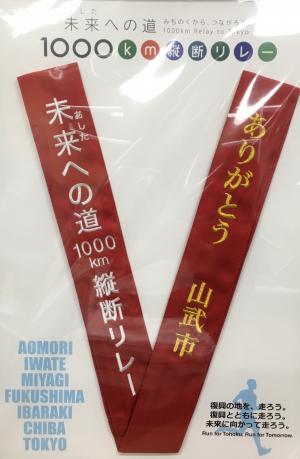 あした
未来への道
みちのくから、つなが
1000km Relay to Tokyo
1000km縦断リレー
あした
未来への道
1000
km
縦断リレー
ありがとう
山武市
AOMORI
IWATE
MIYAGI
FUKUSHIMA
IBARAKI
CHIBA
TOKYO
復興の地を、走ろう。
復興とともに走ろう。
未来に向かって走ろう。
Run for Tohoku. Run for Tomorrow.